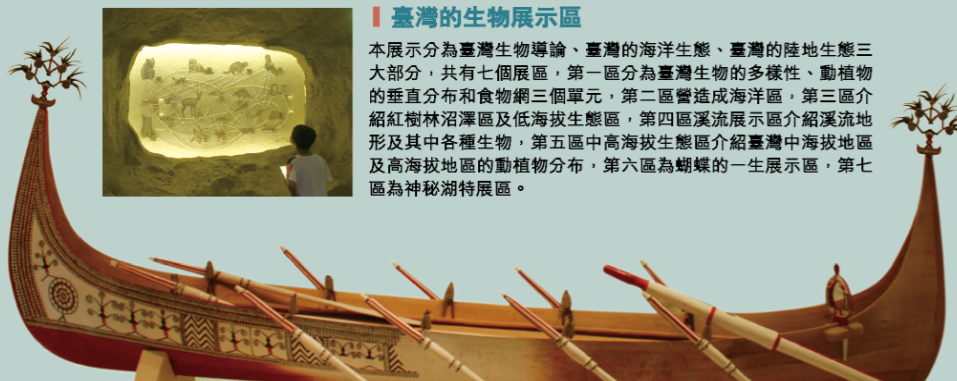 臺灣的生物展示區
本展示分為臺灣生物導論、臺灣的海洋生態、臺灣的陸地生態三
大部分，共有七個展區，第一區分為臺灣生物的多樣性、動植物
的垂直分布和食物網三個單元，第二區營造成海洋區，第三區介
紹紅樹林沼澤區及低海拔生態區，第四區溪流展示區介紹溪流地
形及其中各種生物，第五區中高海拔生態區介紹臺灣中海拔地區
及高海拔地區的動植物分布，第六區為蝴蝶的一生展示區，第七
區為神秘湖特展區。